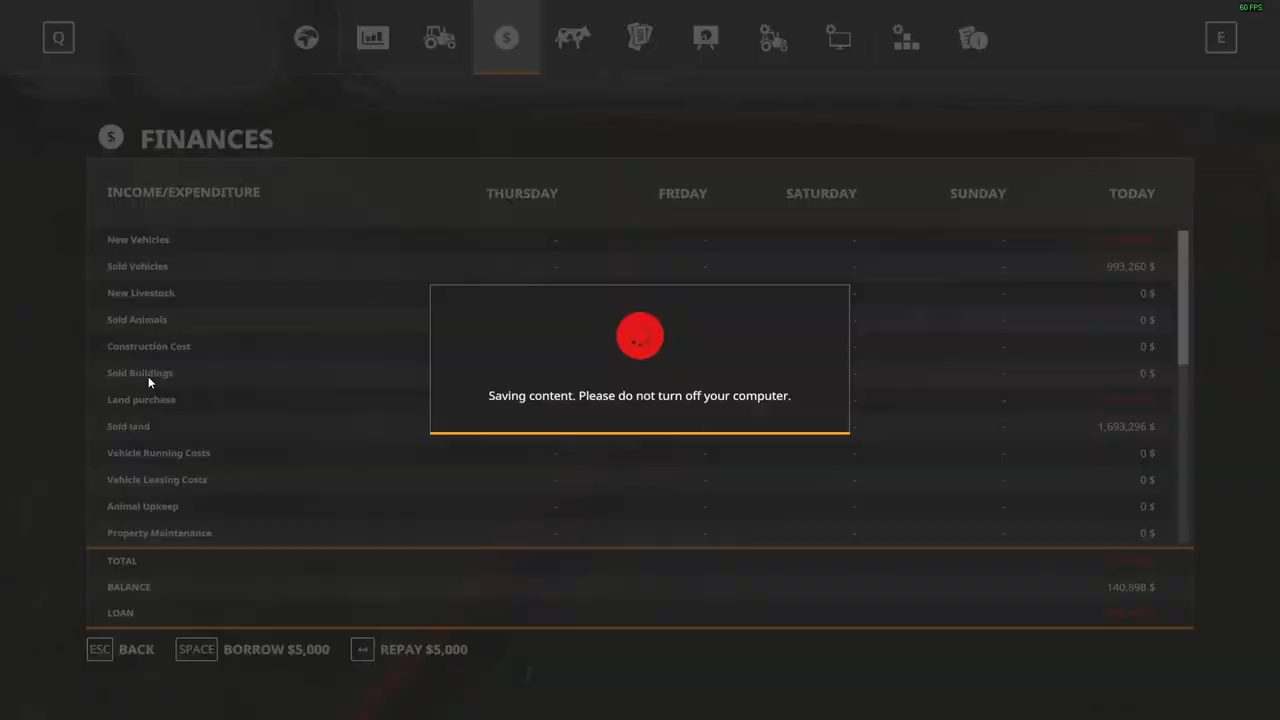 60 FPS
Q
$
E
$ FINANCES
INCOME/EXPENDITURE THURSDAY FRIDAY SATURDAY SUNDAY TODAY
New Vehicles - - - -
Sold Vehicles - - - - 993,260 $
New Livestock - - 0 $
Sold Animals - - 0 $
Construction Cost - - 0 $
Sold Buildings - - 0 $
Land purchase - -
Sold land - - 1,693,296 $
Vehicle Running Costs - - - - 0 $
Vehicle Leasing Costs - - - - 0 $
Animal Upkeep - - - - 0 $
Property Maintenance - - - - 0 $
Saving content. Please do not turn off your computer.
TOTAL
BALANCE 140,898 $
LOAN
ESC BACK SPACE BORROW $5,000 REPAY $5,000